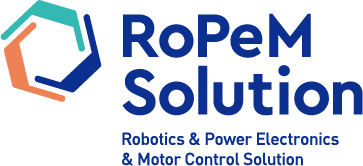 RoPeM
Solution
Robotics & Power Electronics
& Motor Control Solution